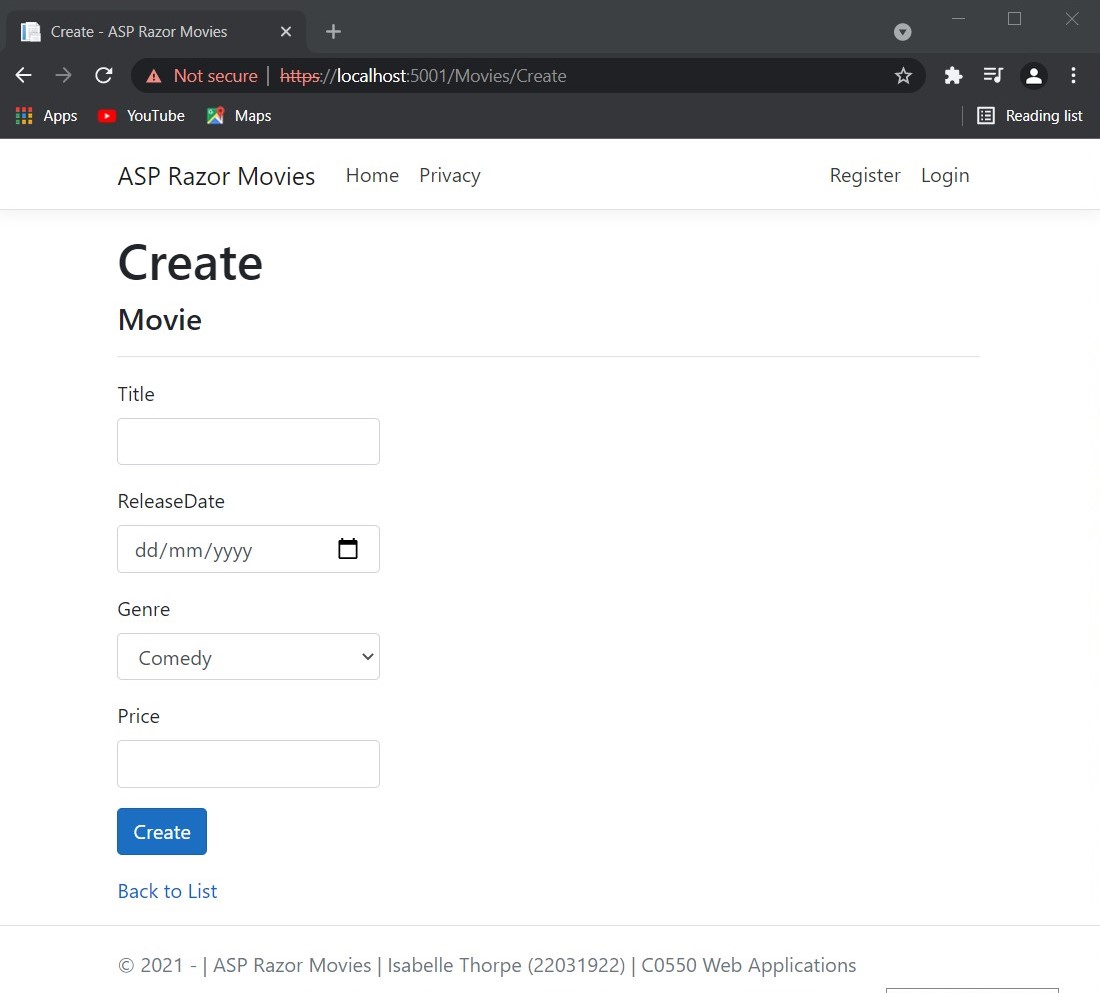 Create - ASP Razor Movies
Not secure | https://localhost:5001/Movies/Create
Apps YouTube Maps Reading list
ASP Razor Movies Home Privacy Register Login
Create
Movie
Title
ReleaseDate
dd/mm/yyyy
Genre
Comedy
Price
Create
Back to List
© 2021 - | ASP Razor Movies | Isabelle Thorpe (22031922) | C0550 Web Applications